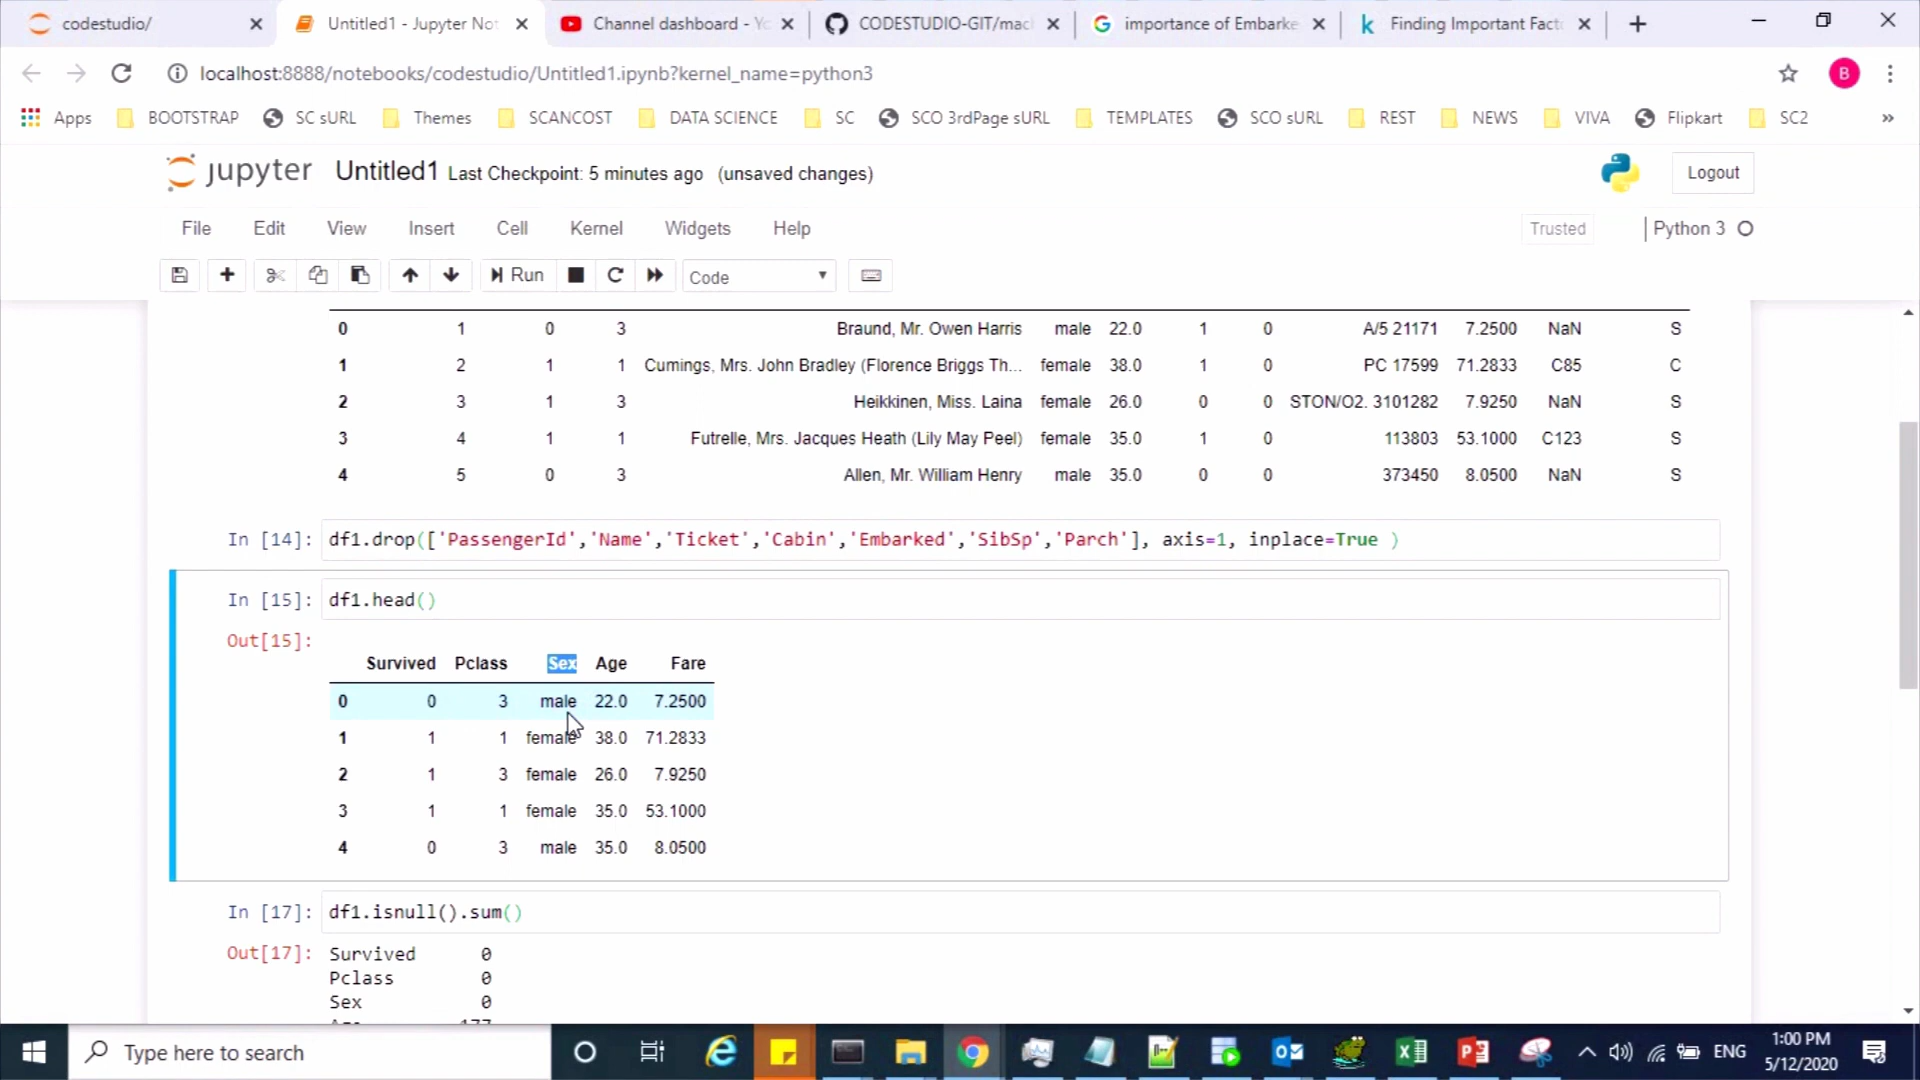 codestudio/
Untitled1 - Jupyter Not
Channel dashboard - Yo
CODESTUDIO-GIT/mac
importance of Embarke
Finding Important Fact
localhost:8888/notebooks/codestudio/Untitled1.ipynb?kernel_name=python3
B
Apps BOOTSTRAP SC sURL Themes SCANCOST DATA SCIENCE SC SCO 3rdPage sURL TEMPLATES SCO sURL REST NEWS VIVA Flipkart SC2 »
jupyter Untitled1 Last Checkpoint: 5 minutes ago (unsaved changes)
Logout
File Edit View Insert Cell Kernel Widgets Help
Trusted
Python 3
Run
Code
0 1 0 3 Braund, Mr. Owen Harris male 22.0 1 0 A/5 21171 7.2500 NaN S
1 2 1 1 Cumings, Mrs. John Bradley (Florence Briggs Th... female 38.0 1 0 PC 17599 71.2833 C85 C
2 3 1 3 Heikkinen, Miss. Laina female 26.0 0 0 STON/O2. 3101282 7.9250 NaN S
3 4 1 1 Futrelle, Mrs. Jacques Heath (Lily May Peel) female 35.0 1 0 113803 53.1000 C123 S
4 5 0 3 Allen, Mr. William Henry male 35.0 0 0 373450 8.0500 NaN S
In [14]: df1.drop(['PassengerId','Name','Ticket','Cabin','Embarked','SibSp','Parch'], axis=1, inplace=True )
In [15]: df1.head()
Out[15]:
Survived Pclass Sex Age Fare
0 0 3 male 22.0 7.2500
1 1 1 female 38.0 71.2833
2 1 3 female 26.0 7.9250
3 1 1 female 35.0 53.1000
4 0 3 male 35.0 8.0500
In [17]: df1.isnull().sum()
Out[17]: Survived 0
Pclass 0
Sex 0
Age 177
Type here to search
ENG
1:00 PM
5/12/2020